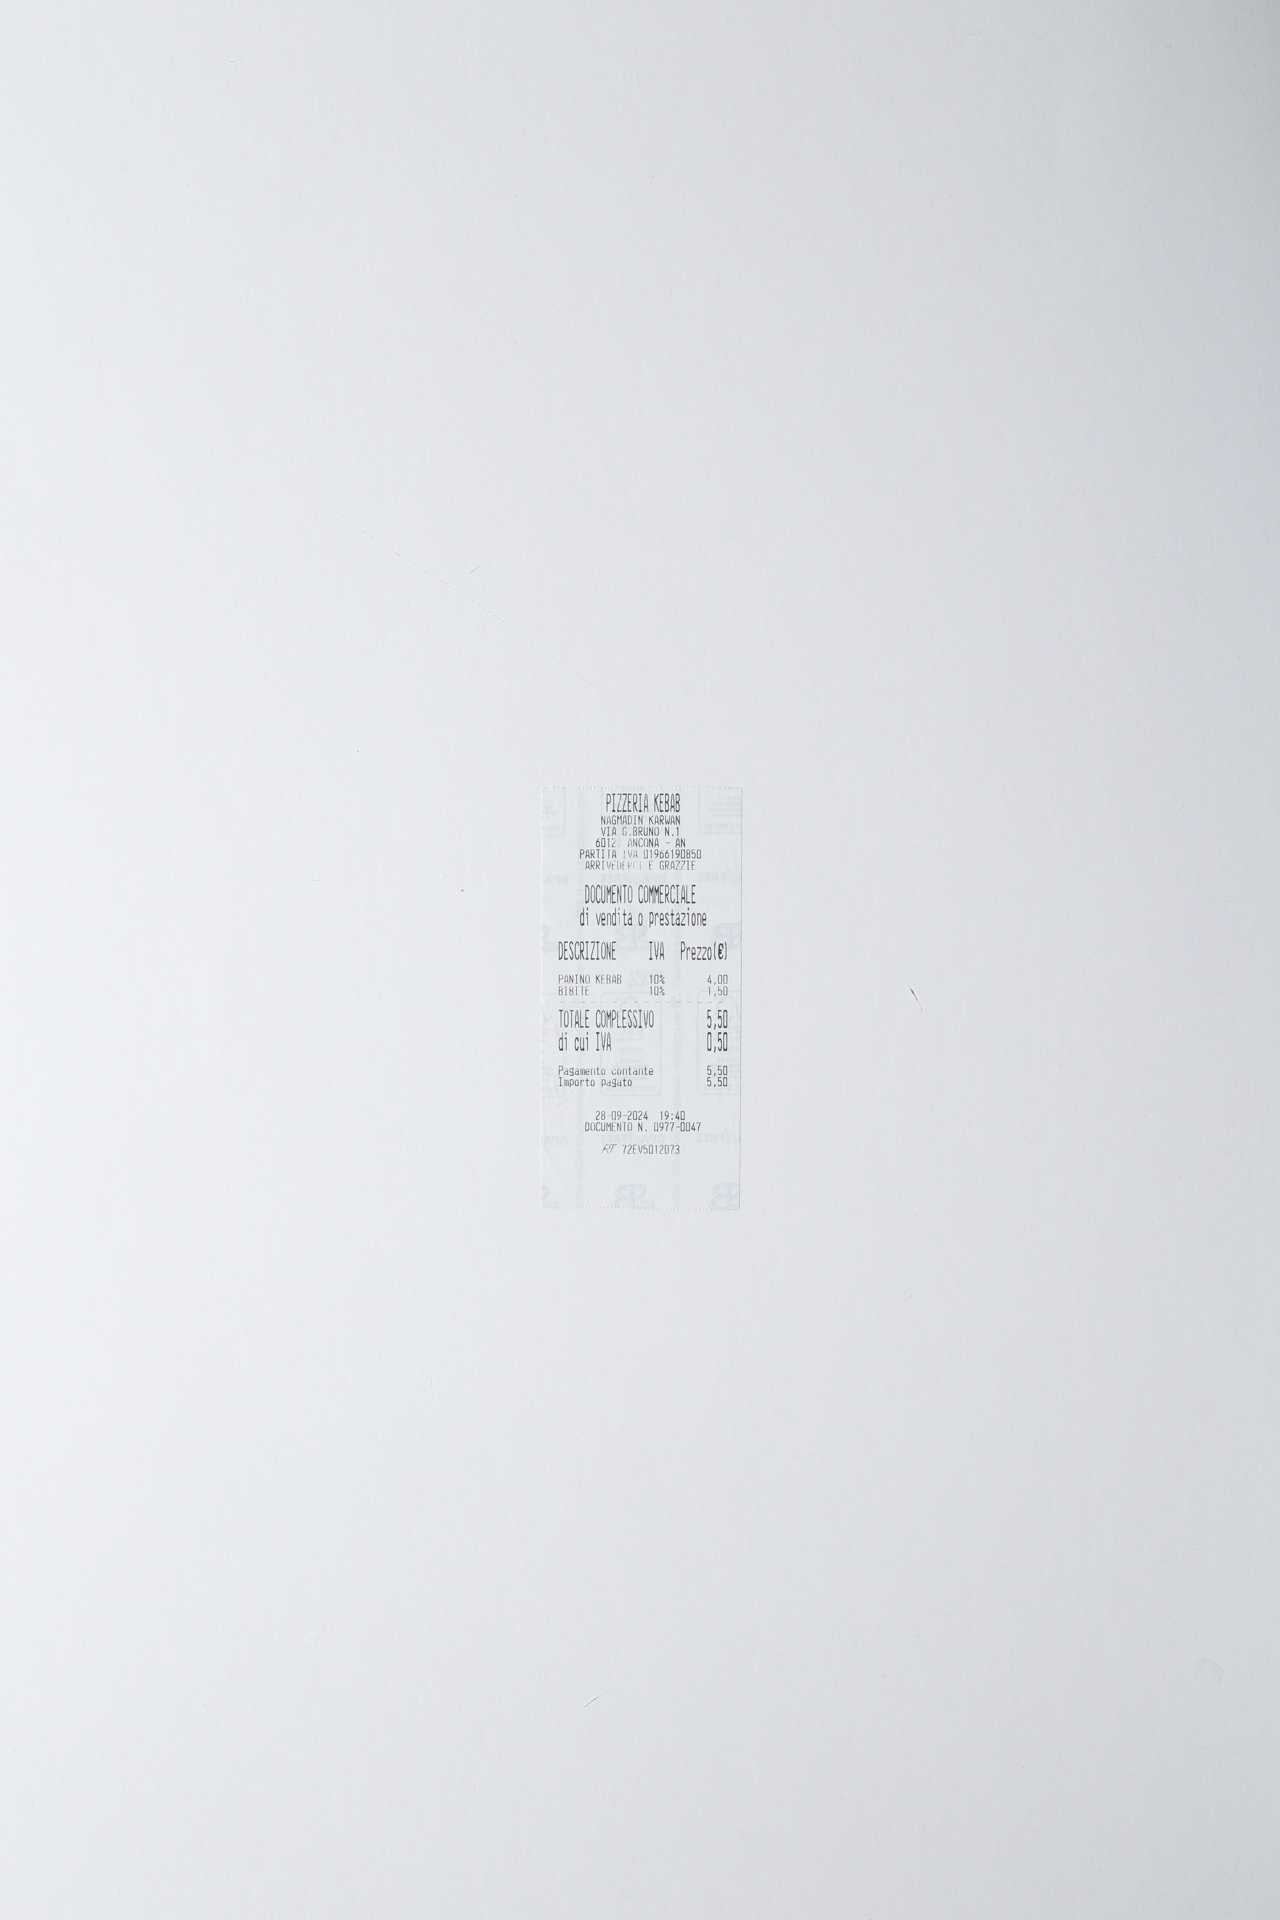 PIZZERIA KEBAB
NAGMADIN KARWAN
VIA G.BRUNO N.1
ANCONA - AN
PARTITA IVA 01966190850
ARRIVEDERCI E GRAZZIE
DOCUMENTO COMMERCIALE
di vendita o prestazione
DESCRIZIONE IVA Prezzo(€)
PANINO KEBAB 10% 4,00
BIBITE 10% 1,50
TOTALE COMPLESSIVO 5,50
di cui IVA 0,50
Pagamento contante 5,50
Importo pagato 5,50
28-09-2024 19:40
DOCUMENTO N. 0977-0047
RT 72EV5012073